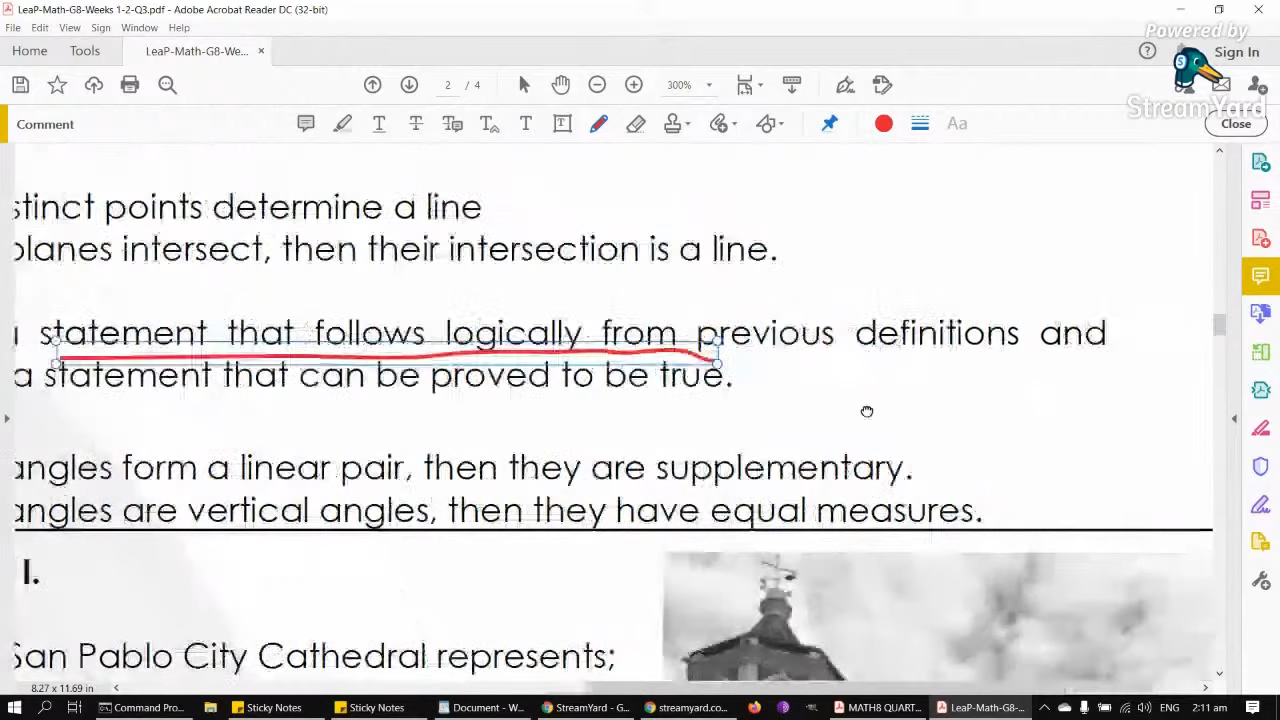 LeaP-Math-G8-Weeks 1-2-Q3.pdf - Adobe Acrobat Reader DC (32-bit)
Powered by
File Edit View Sign Window Help
Home Tools LeaP-Math-G8-We... × Sign In
StreamYard
2 / 4 300%
Comment Aa Close
stinct points determine a line
planes intersect, then their intersection is a line.
statement that follows logically from previous definitions and
a statement that can be proved to be true.
angles form a linear pair, then they are supplementary.
angles are vertical angles, then they have equal measures.
I.
San Pablo City Cathedral represents;
8.27 x 11.69 in
Command Pro... Sticky Notes Sticky Notes Document - W... StreamYard - G... streamyard.co... MATH8 QUART... LeaP-Math-G8-... ENG 2:11 am